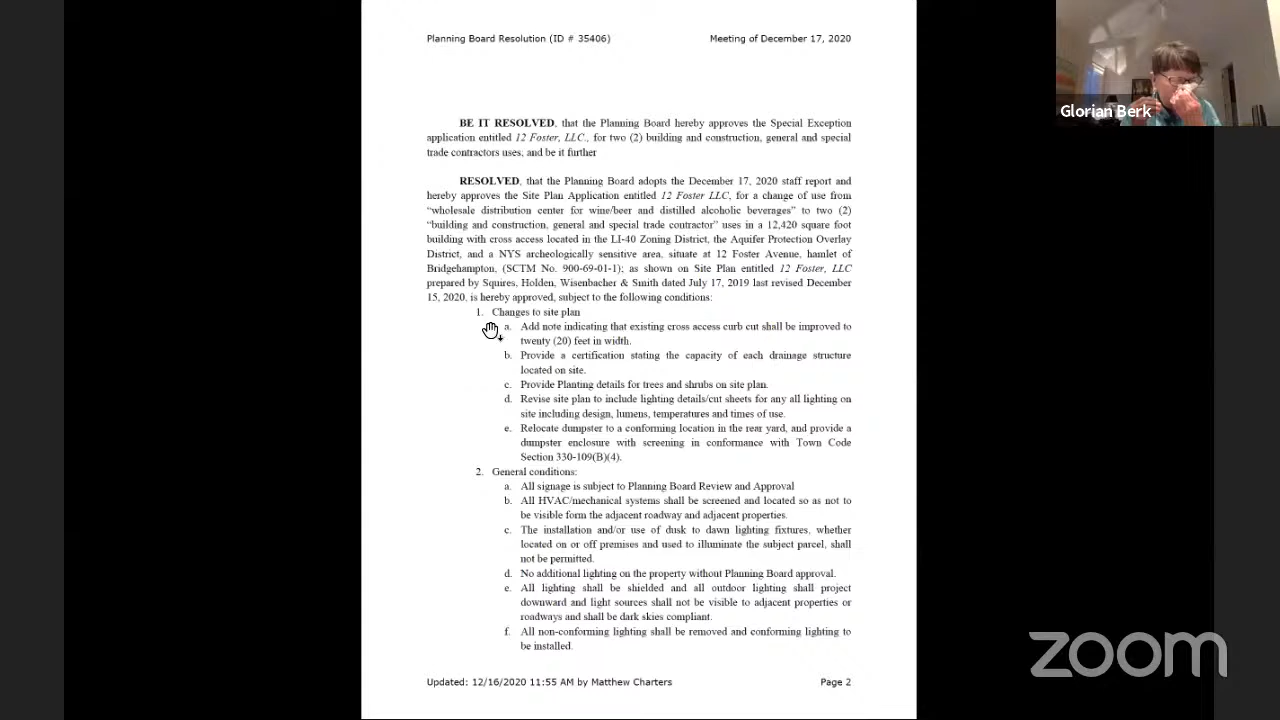 Planning Board Resolution (ID # 35406) Meeting of December 17, 2020
BE IT RESOLVED, that the Planning Board hereby approves the Special Exception
application entitled 12 Foster, LLC., for two (2) building and construction, general and special
trade contractors uses; and be it further
RESOLVED, that the Planning Board adopts the December 17, 2020 staff report and
hereby approves the Site Plan Application entitled 12 Foster LLC, for a change of use from
“wholesale distribution center for wine/beer and distilled alcoholic beverages” to two (2)
“building and construction, general and special trade contractor” uses in a 12,420 square foot
building with cross access located in the LI-40 Zoning District, the Aquifer Protection Overlay
District, and a NYS archeologically sensitive area, situate at 12 Foster Avenue, hamlet of
Bridgehampton, (SCTM No. 900-69-01-1); as shown on Site Plan entitled 12 Foster, LLC
prepared by Squires, Holden, Wisenbacher & Smith dated July 17, 2019 last revised December
15, 2020, is hereby approved, subject to the following conditions:
1. Changes to site plan
a. Add note indicating that existing cross access curb cut shall be improved to
twenty (20) feet in width.
b. Provide a certification stating the capacity of each drainage structure
located on site.
c. Provide Planting details for trees and shrubs on site plan.
d. Revise site plan to include lighting details/cut sheets for any all lighting on
site including design, lumens, temperatures and times of use.
e. Relocate dumpster to a conforming location in the rear yard, and provide a
dumpster enclosure with screening in conformance with Town Code
Section 330-109(B)(4).
2. General conditions:
a. All signage is subject to Planning Board Review and Approval
b. All HVAC/mechanical systems shall be screened and located so as not to
be visible form the adjacent roadway and adjacent properties.
c. The installation and/or use of dusk to dawn lighting fixtures, whether
located on or off premises and used to illuminate the subject parcel, shall
not be permitted.
d. No additional lighting on the property without Planning Board approval.
e. All lighting shall be shielded and all outdoor lighting shall project
downward and light sources shall not be visible to adjacent properties or
roadways and shall be dark skies compliant.
f. All non-conforming lighting shall be removed and conforming lighting to
be installed.
Updated: 12/16/2020 11:55 AM by Matthew Charters Page 2
Glorian Berk
zoom